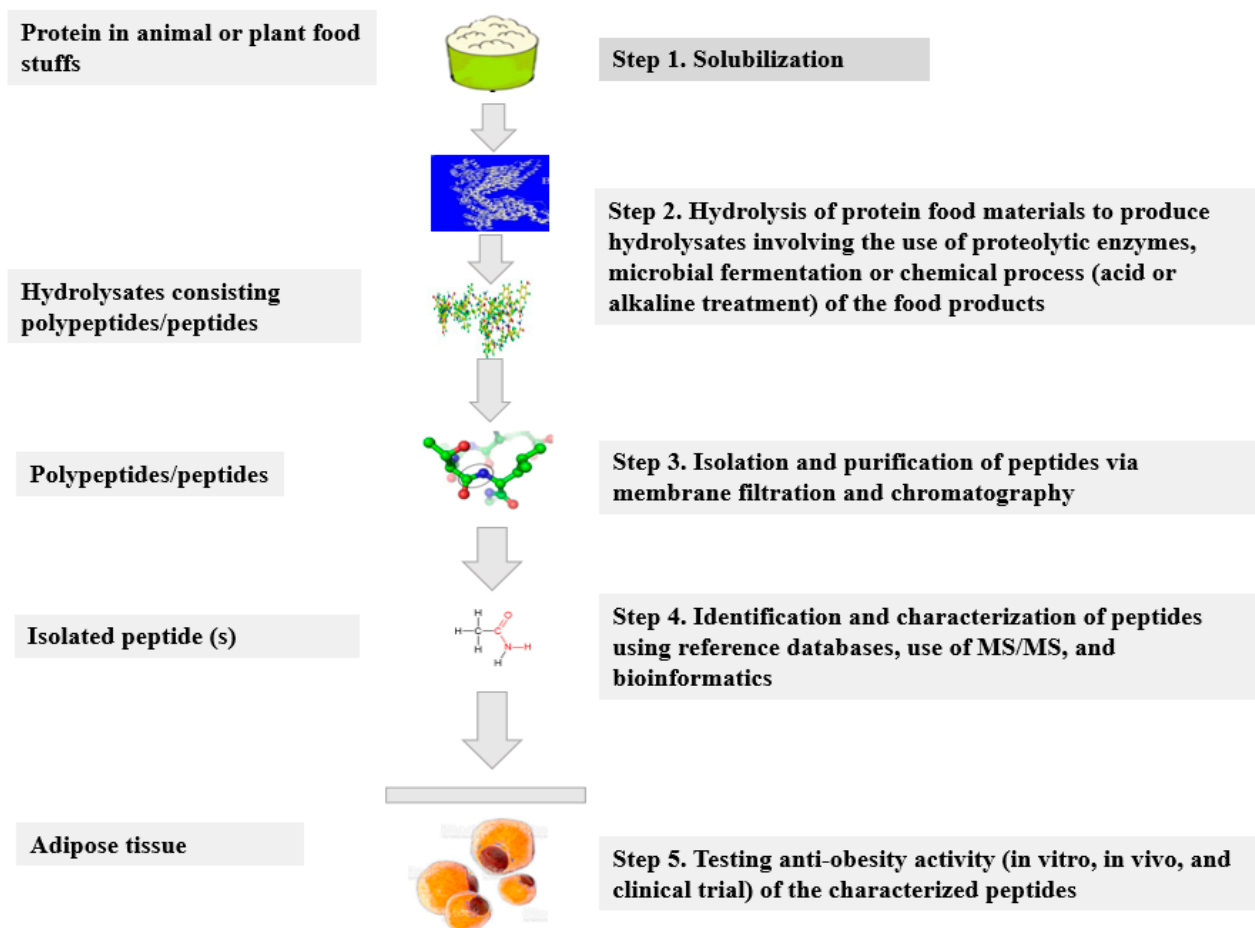 Protein in animal or plant food
stuffs
Step 1. Solubilization
Step 2. Hydrolysis of protein food materials to produce
hydrolysates involving the use of proteolytic enzymes,
microbial fermentation or chemical process (acid or
alkaline treatment) of the food products
Hydrolysates consisting
polypeptides/peptides
Polypeptides/peptides
Step 3. Isolation and purification of peptides via
membrane filtration and chromatography
Isolated peptide (s)
H
O
H C C
H N H
H
Step 4. Identification and characterization of peptides
using reference databases, use of MS/MS, and
bioinformatics
Adipose tissue
Step 5. Testing anti-obesity activity (in vitro, in vivo, and
clinical trial) of the characterized peptides